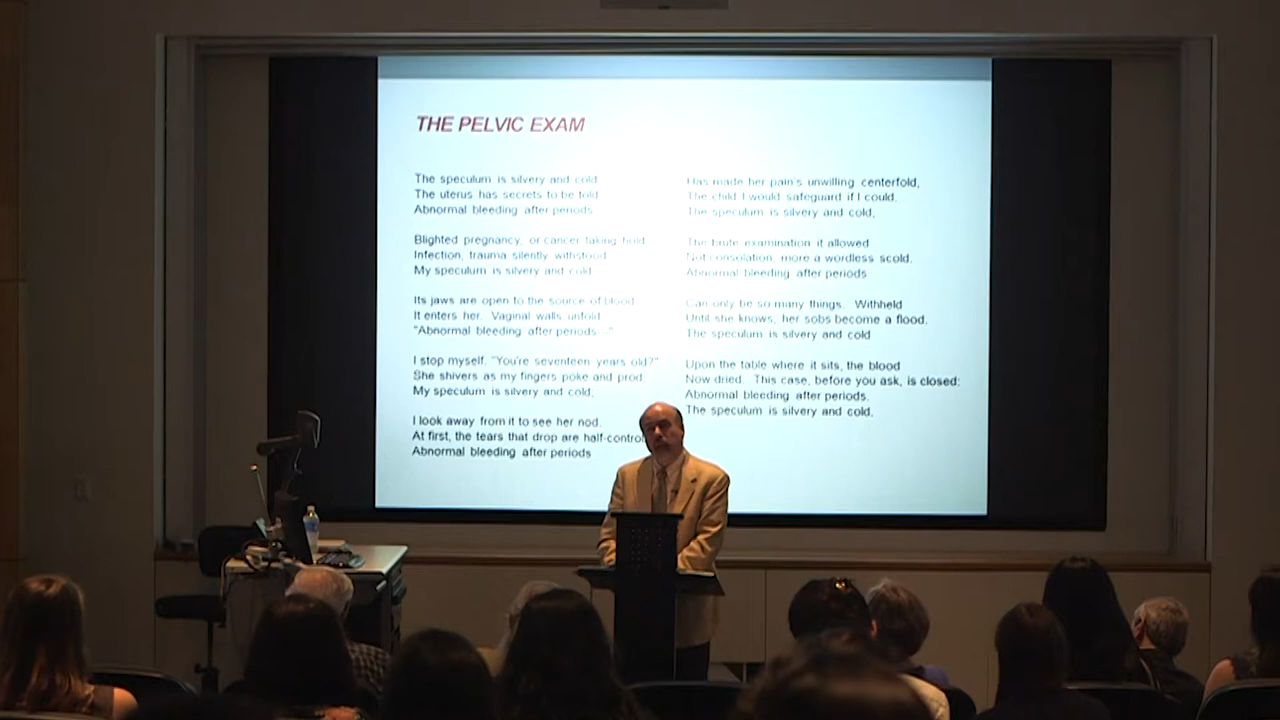 THE PELVIC EXAM
The speculum is silvery and cold
The uterus has secrets to be told
Abnormal bleeding after periods
Blighted pregnancy, or cancer taking hold
Infection, trauma silently withstood
My speculum is silvery and cold
Its jaws are open to the source of blood
It enters her. Vaginal walls unfold
"Abnormal bleeding after periods..."
I stop myself. "You're seventeen years old?"
She shivers as my fingers poke and prod
My speculum is silvery and cold,
I look away from it to see her nod.
At first, the tears that drop are half-control
Abnormal bleeding after periods
Has made her pain's unwilling centerfold,
The child I would safeguard if I could.
The speculum is silvery and cold,
The brute examination it allowed
Not consolation, more a wordless scold.
Abnormal bleeding after periods
Can only be so many things. Withheld
Until she knows, her sobs become a flood.
The speculum is silvery and cold
Upon the table where it sits, the blood
Now dried. This case, before you ask, is closed:
Abnormal bleeding after periods.
The speculum is silvery and cold.